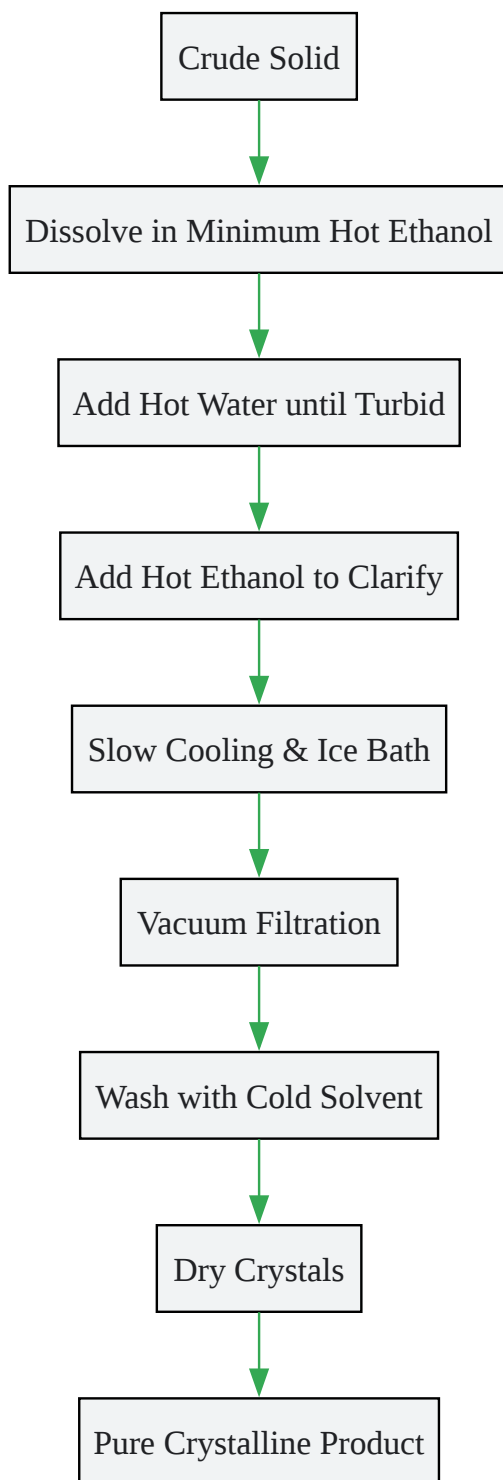 Crude Solid
Dissolve in Minimum Hot Ethanol
Add Hot Water until Turbid
Add Hot Ethanol to Clarify
Slow Cooling & Ice Bath
Vacuum Filtration
Wash with Cold Solvent
Dry Crystals
Pure Crystalline Product